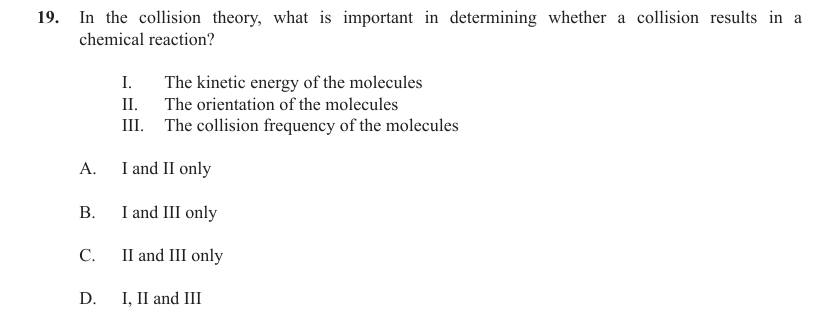 19. In the collision theory, what is important in determining whether a collision results in a
chemical reaction?
I. The kinetic energy of the molecules
II. The orientation of the molecules
III. The collision frequency of the molecules
A. I and II only
B. I and III only
C. II and III only
D. I, II and III